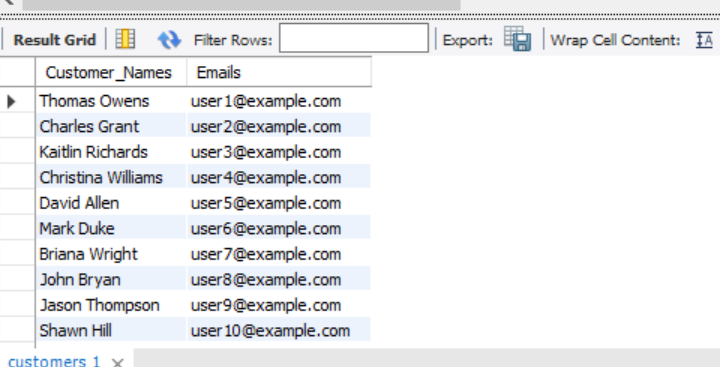 Result Grid Filter Rows: Export: Wrap Cell Content: IA
Customer_Names Emails
Thomas Owens user1@example.com
Charles Grant user2@example.com
Kaitlin Richards user3@example.com
Christina Williams user4@example.com
David Allen user5@example.com
Mark Duke user6@example.com
Briana Wright user7@example.com
John Bryan user8@example.com
Jason Thompson user9@example.com
Shawn Hill user10@example.com
customers 1